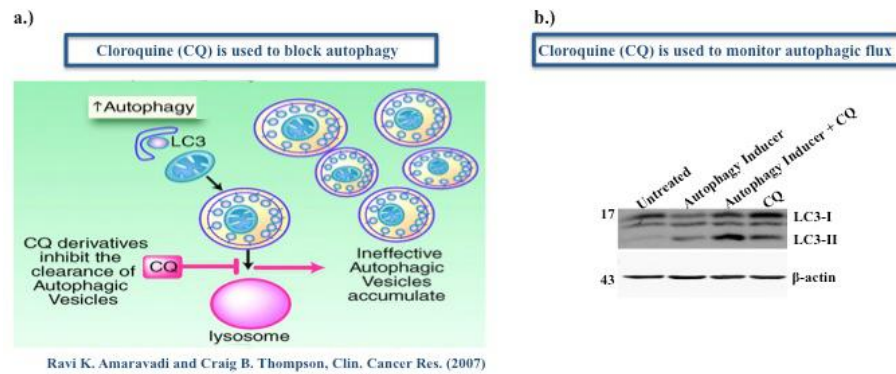 a.)
Cloroquine (CQ) is used to block autophagy
↑Autophagy
LC3
CQ derivatives
inhibit the
clearance of
Autophagic
Vesicles
CQ
lysosome
Ineffective
Autophagic
Vesicles
accumulate
Ravi K. Amaravadi and Craig B. Thompson, Clin. Cancer Res. (2007)
b.)
Cloroquine (CQ) is used to monitor autophagic flux
Untreated
Autophagy Inducer
Autophagy Inducer + CQ
CQ
17
LC3-I
LC3-II
43
β-actin